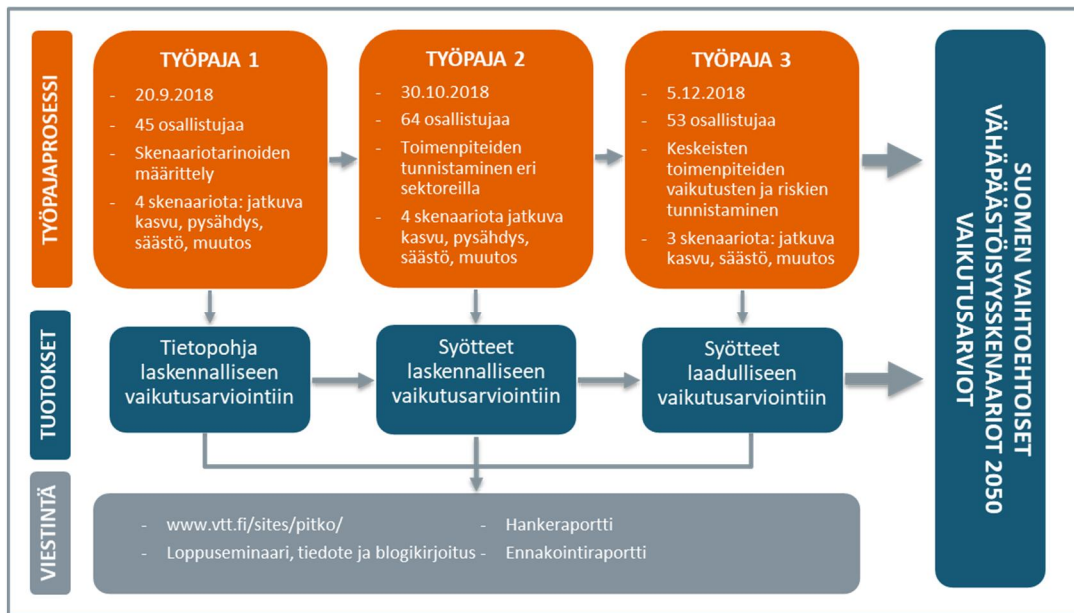 TYÖPAJAPROSESSI
TYÖPAJA 1
- 20.9.2018
- 45 osallistujaa
- Skenaariotarinoiden
määrittely
- 4 skenaariota: jatkuva
kasvu, pysähdys,
säästö, muutos
TYÖPAJA 2
- 30.10.2018
- 64 osallistujaa
- Toimenpiteiden
tunnistaminen eri
sektoreilla
- 4 skenaariota jatkuva
kasvu, pysähdys,
säästö, muutos
TYÖPAJA 3
- 5.12.2018
- 53 osallistujaa
- Keskeisten
toimenpiteiden
vaikutusten ja riskien
tunnistaminen
- 3 skenaariota: jatkuva
kasvu, säästö, muutos
TUOTOKSET
Tietopohja
laskennalliseen
vaikutusarviointiin
Syötteet
laskennalliseen
vaikutusarviointiin
Syötteet
laadulliseen
vaikutusarviointiin
VIESTINTÄ
- www.vtt.fi/sites/pitko/
- Loppuseminaari, tiedote ja blogikirjoitus
- Hankeraportti
- Ennakointiraportti
SUOMEN VAIHTOEHTOISET
VÄHÄPÄÄSTÖISYYSSKENAARIOT 2050
VAIKUTUSARVIOT